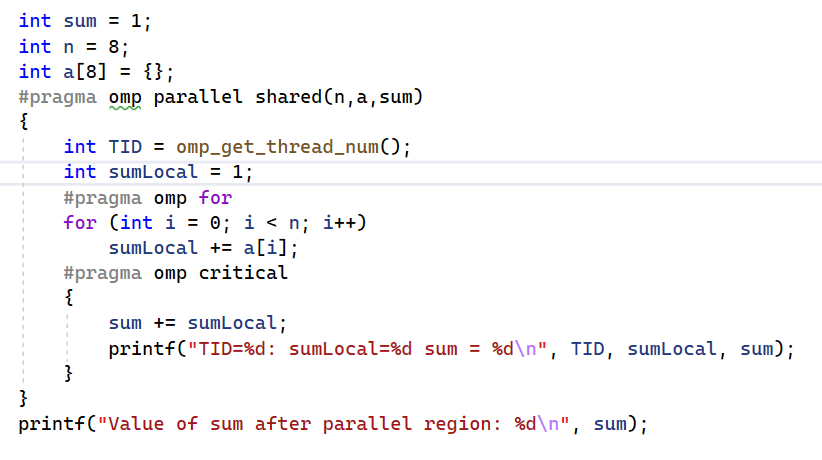 int sum = 1;
int n = 8;
int a[8] = {};
#pragma omp parallel shared(n,a,sum)
{
    int TID = omp_get_thread_num();
    int sumLocal = 1;
    #pragma omp for
    for (int i = 0; i < n; i++)
        sumLocal += a[i];
    #pragma omp critical
    {
        sum += sumLocal;
        printf("TID=%d: sumLocal=%d sum = %d\n", TID, sumLocal, sum);
    }
}
printf("Value of sum after parallel region: %d\n", sum);